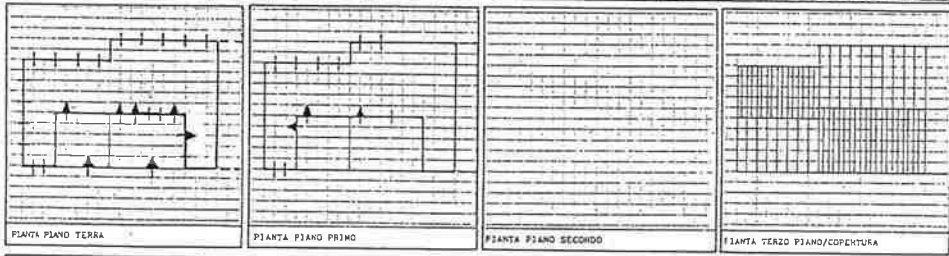 PIANTA PIANO TERRA
PIANTA PIANO PRIMO
PIANTA PIANO SECONDO
PIANTA TERZO PIANO/COPERTURA